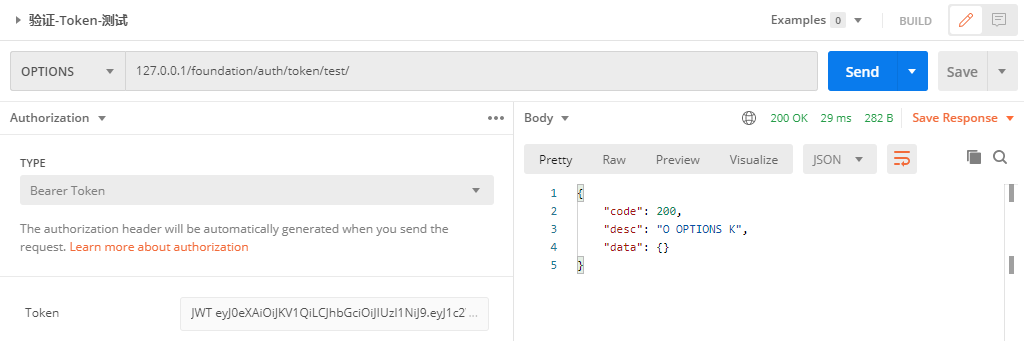 验证-Token-测试
Examples 0 BUILD
OPTIONS 127.0.0.1/foundation/auth/token/test/ Send Save
Authorization
Body 200 OK 29 ms 282 B Save Response
TYPE
Bearer Token
The authorization header will be automatically generated when you send the
request. Learn more about authorization
Token JWT eyJ0eXAiOiJKV1QiLCJhbGciOiJIUzI1NiJ9.eyJ1c2 ...
Pretty Raw Preview Visualize JSON
1 {
2 "code": 200,
3 "desc": "O OPTIONS K",
4 "data": {}
5 }